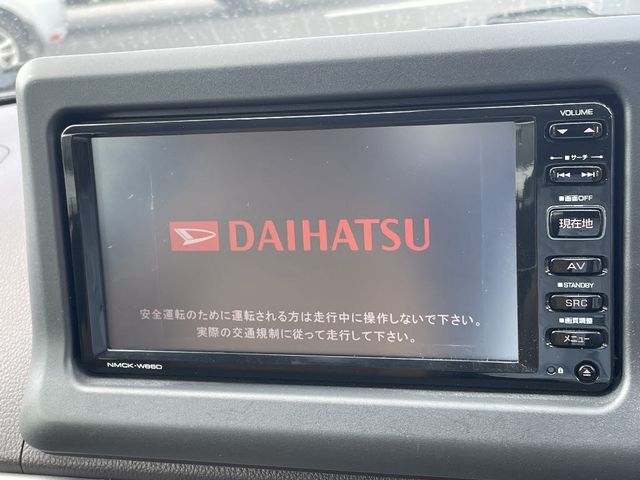 VOLUME
■サーチ
■画面OFF
現在地
AV
■STANDBY
SRC
■画質調整
メニュー
DAIHATSU
安全運転のために運転される方は走行中に操作しないで下さい。
実際の交通規制に従って走行して下さい。
NMCK-W66D